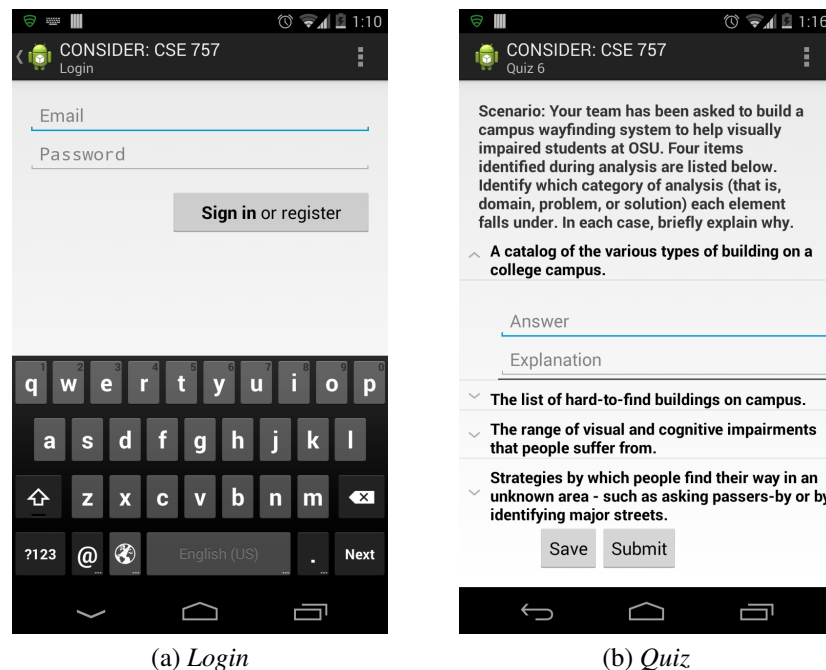 1:10
CONSIDER: CSE 757
Login
Email
Password
Sign in or register
1 2 3 4 5 6 7 8 9 0
q w e r t y u i o p
a s d f g h j k l
z x c v b n m
?123 @ English (US) . Next
(a) Login
1:16
CONSIDER: CSE 757
Quiz 6
Scenario: Your team has been asked to build a
campus wayfinding system to help visually
impaired students at OSU. Four items
identified during analysis are listed below.
Identify which category of analysis (that is,
domain, problem, or solution) each element
falls under. In each case, briefly explain why.
A catalog of the various types of building on a
college campus.
Answer
Explanation
The list of hard-to-find buildings on campus.
The range of visual and cognitive impairments
that people suffer from.
Strategies by which people find their way in an
unknown area - such as asking passers-by or by
identifying major streets.
Save Submit
(b) Quiz